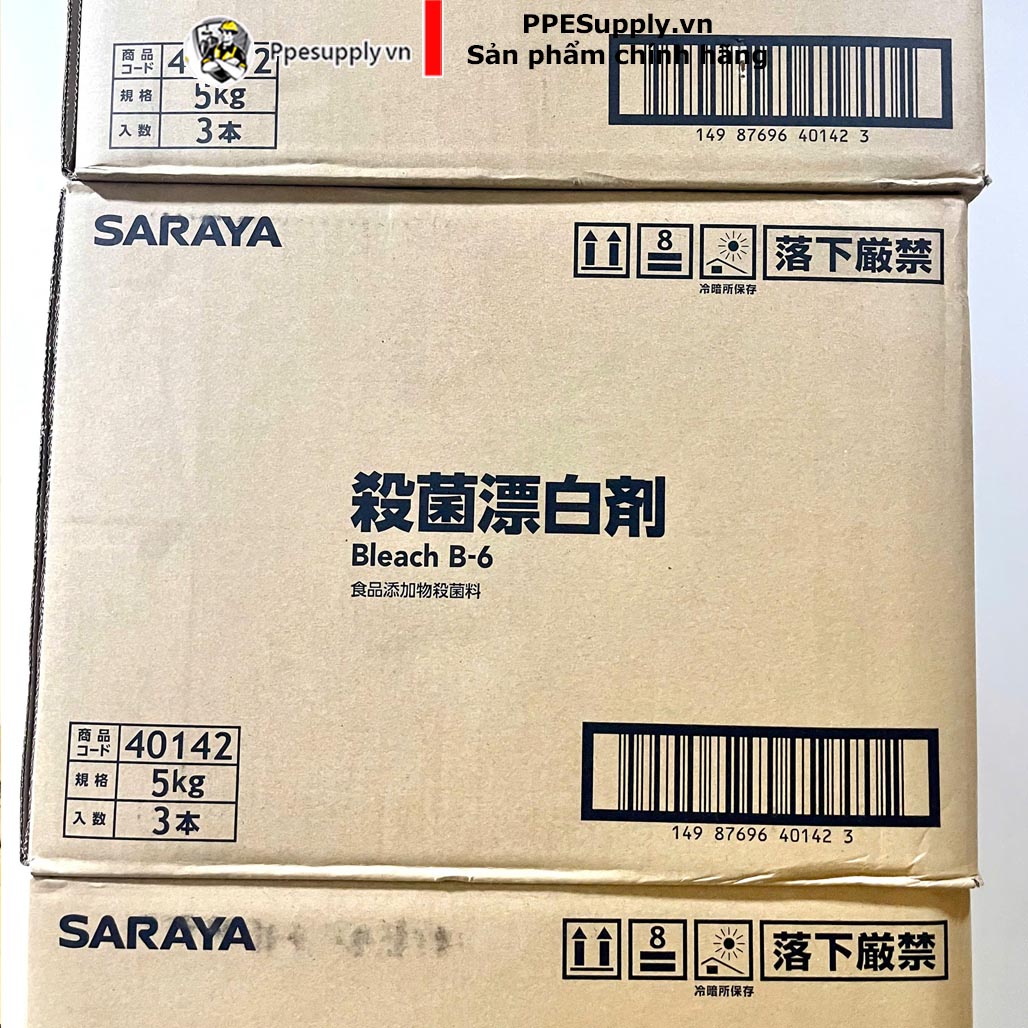 Ppesupply vn
PPESupply.vn
Sản phẩm chính hãng
商品コード
規格 5kg
入数 3本
149 87696 40142 3
SARAYA
8
落下厳禁
冷暗所保存
殺菌漂白剤
Bleach B-6
食品添加物殺菌料
商品コード 40142
規格 5kg
入数 3本
149 87696 40142 3
SARAYA
8
落下厳禁
冷暗所保存